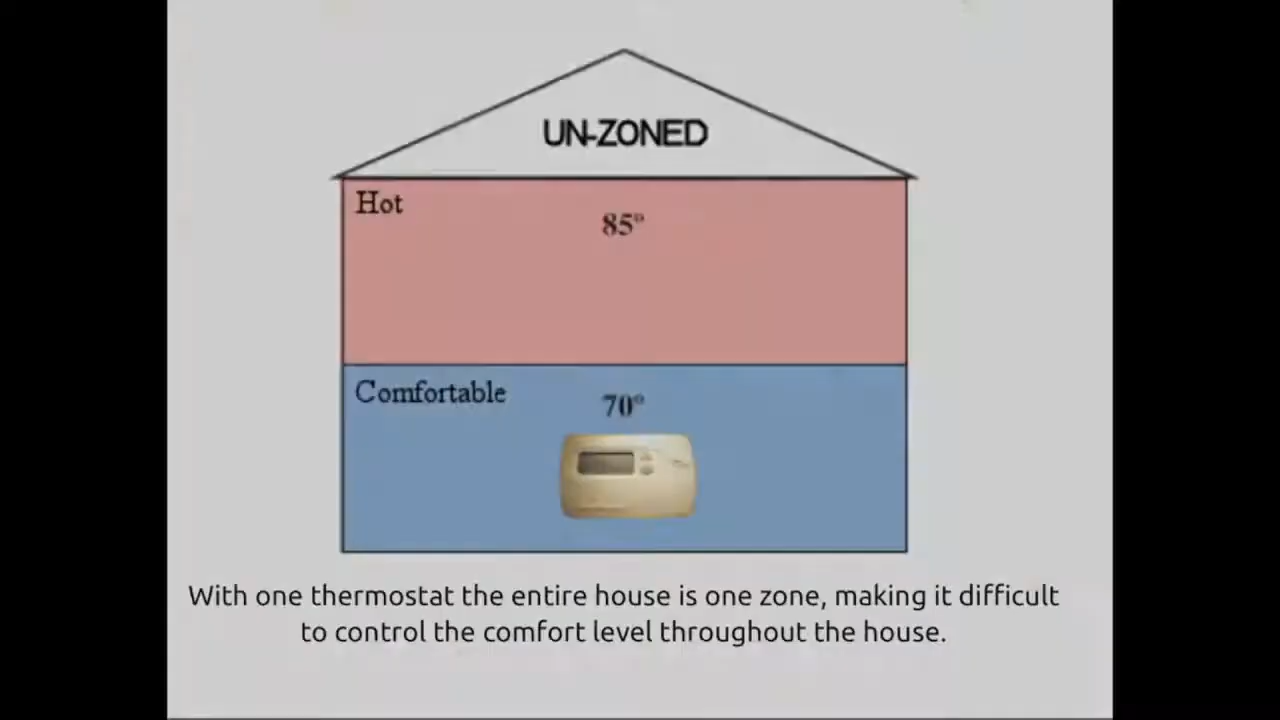 UN-ZONED
Hot
85°
Comfortable
70°
With one thermostat the entire house is one zone, making it difficult
to control the comfort level throughout the house.